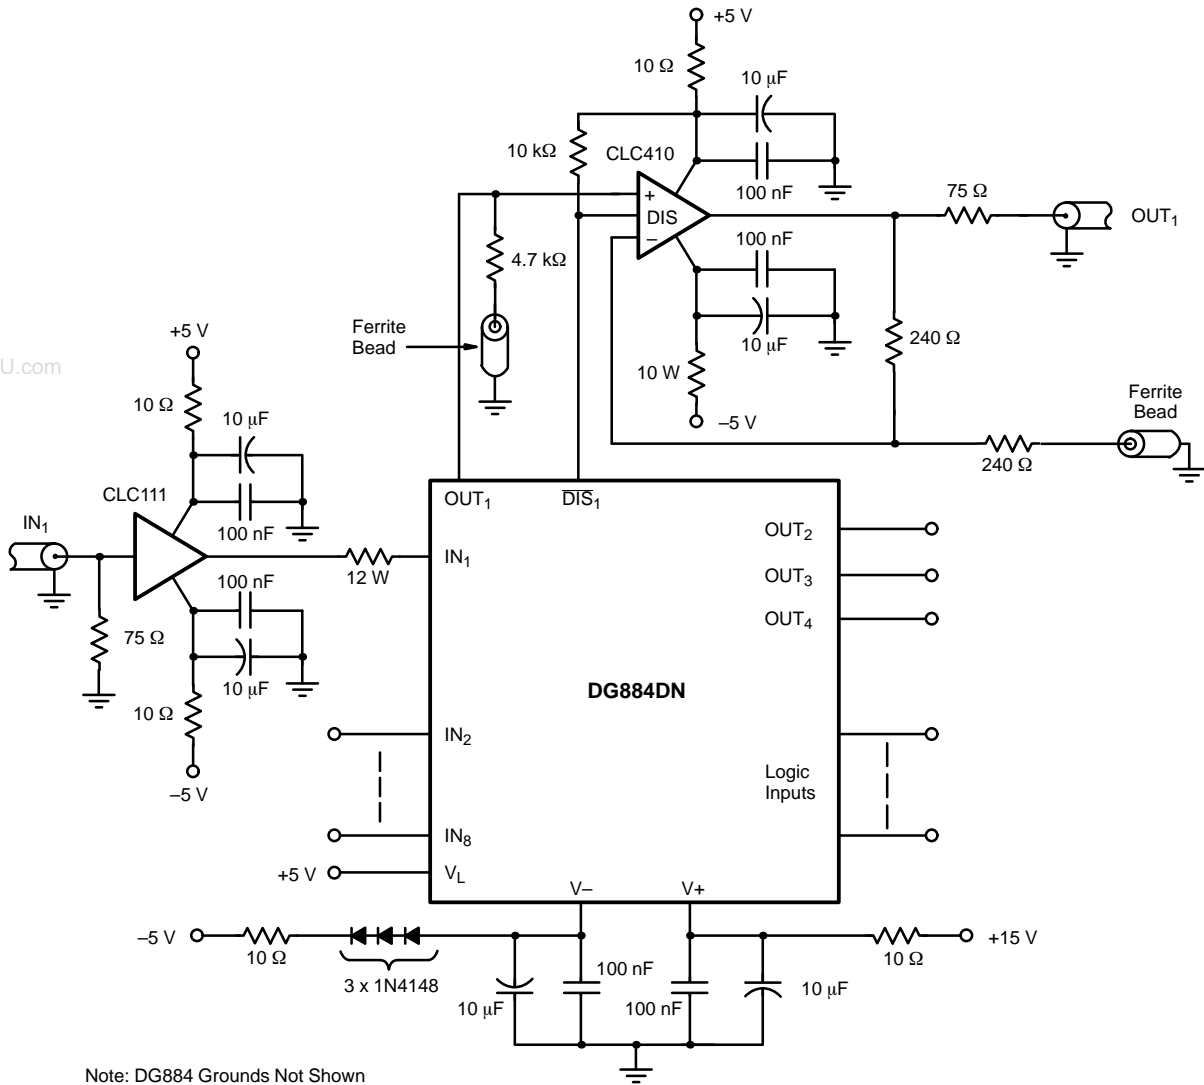 +5 V
10 Ω
10 μF
10 kΩ
CLC410
100 nF
75 Ω
+
DIS
–
OUT1
100 nF
4.7 kΩ
+5 V
Ferrite
Bead
10 μF
240 Ω
U.com
10 W
10 Ω
10 μF
–5 V
Ferrite
Bead
240 Ω
CLC111
OUT1
DIS1
IN1
100 nF
OUT2
12 W
IN1
100 nF
OUT3
OUT4
75 Ω
10 μF
DG884DN
10 Ω
IN2
–5 V
Logic
Inputs
IN8
+5 V
VL
V–
V+
–5 V
+15 V
10 Ω
10 Ω
3 x 1N4148
100 nF
10 μF
100 nF
10 μF
Note: DG884 Grounds Not Shown